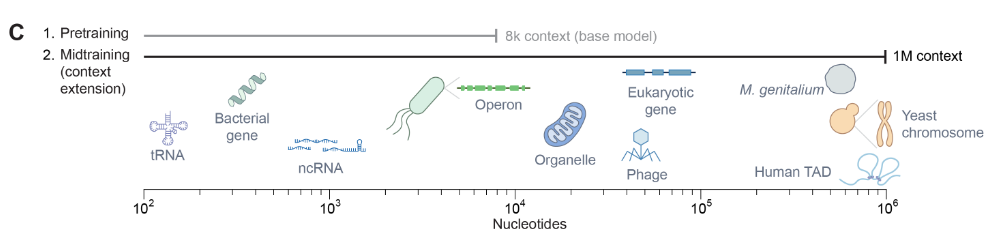 C
1. Pretraining
8k context (base model)
2. Midtraining
(context
extension)
1M context
M. genitalium
Eukaryotic
gene
Operon
Bacterial
gene
Yeast
chromosome
tRNA
ncRNA
Organelle
Phage
Human TAD
10² 10³ 10⁴ 10⁵ 10⁶
Nucleotides